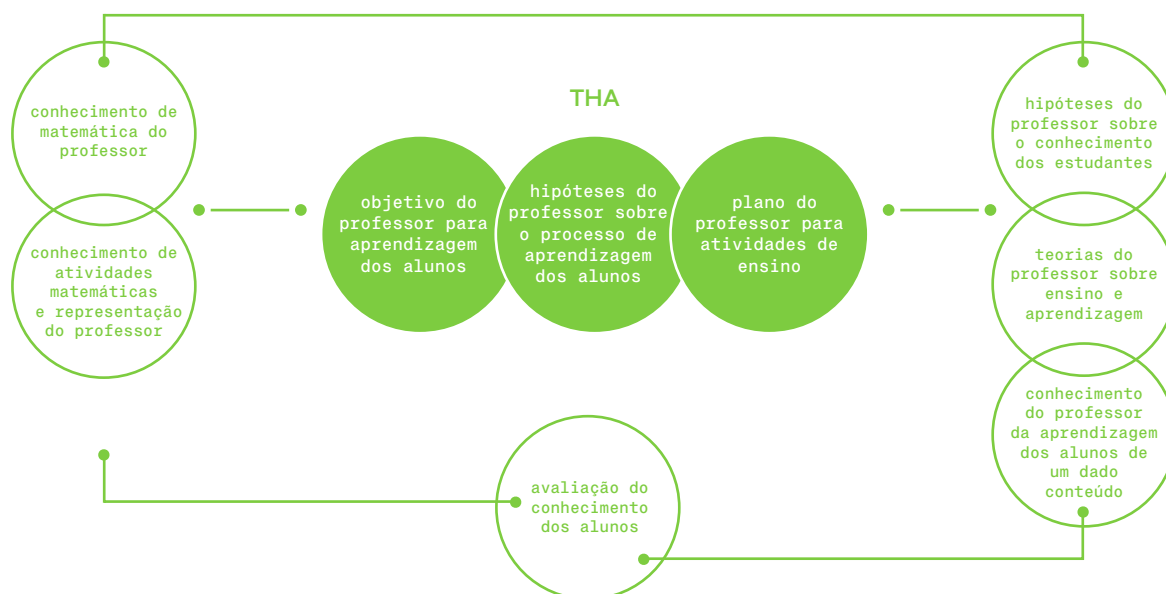 THA
conhecimento de
matemática do
professor
conhecimento de
atividades
matemáticas
e representação
do professor
objetivo do
professor para
aprendizagem
dos alunos
hipóteses do
professor sobre
o processo de
aprendizagem
dos alunos
plano do
professor para
atividades de
ensino
hipóteses do
professor sobre
o conhecimento
dos estudantes
teorias do
professor sobre
ensino e
aprendizagem
conhecimento
do professor
da aprendizagem
dos alunos de
um dado
conteúdo
avaliação do
conhecimento
dos alunos